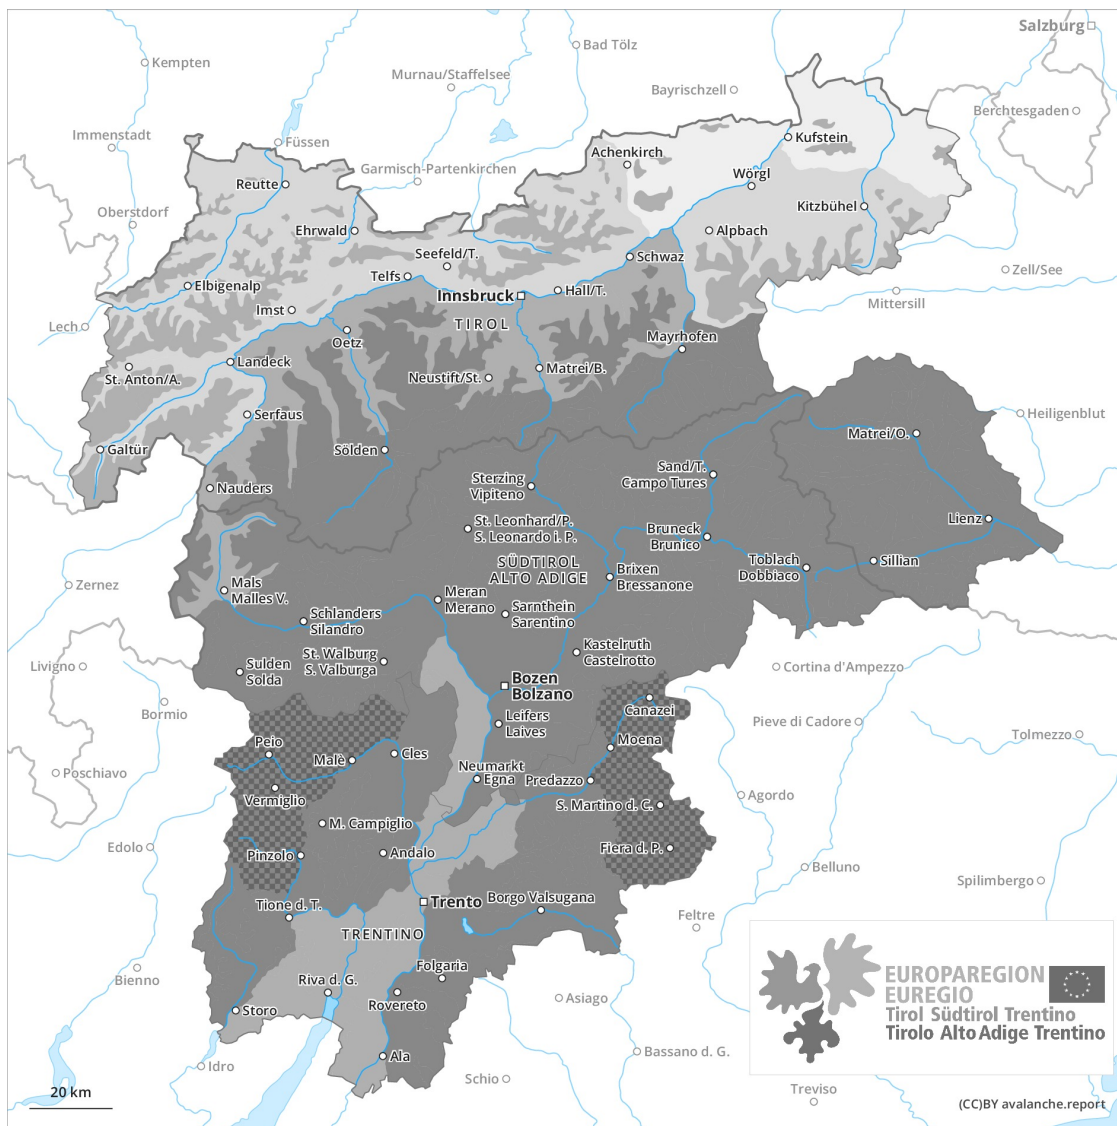 Salzburg
Bad Tölz
Kempten
Murnau/Staffelsee
Bayrischzell
Berchtesgaden
Immenstadt
Füssen
Kufstein
Achenkirch
Garmisch-Partenkirchen
Wörgl
Reutte
Kitzbühel
Oberstdorf
Ehrwald
Alpbach
Seefeld/T.
Schwaz
Telfs
Zell/See
Elbigenalp
Hall/T.
Innsbruck
Mittersill
Imst
Lech
TIROL
Oetz
Mayrhofen
Landeck
St. Anton/A.
Matrei/B.
Neustift/St.
Serfaus
Heiligenblut
Matrei/O.
Galtür
Sölden
Sand/T.
Campo Tures
Sterzing
Vipiteno
Nauders
St. Leonhard/P.
S. Leonardo i. P.
Lienz
Bruneck
Brunico
SÜDTIROL
ALTO ADIGE
Toblach
Dobbiaco
Sillian
Brixen
Bressanone
Zernez
Mals
Malles V.
Meran
Merano
Sarnthein
Sarentino
Schlanders
Silandro
Kastelruth
Castelrotto
St. Walburg
S. Valburga
Livigno
Sulden
Solda
Cortina d'Ampezzo
Bozen
Bolzano
Bormio
Canazei
Leifers
Laives
Pieve di Cadore
Tolmezzo
Peio
Moena
Cles
Malè
Poschiavo
Neumarkt
Egna
Predazzo
Vermiglio
S. Martino d. C.
Agordo
M. Campiglio
Edolo
Pinzolo
Andalo
Fiera d. P.
Belluno
Spilimbergo
Trento
Borgo Valsugana
Tione d. T.
Feltre
TRENTINO
Folgaria
Bienno
Riva d. G.
Rovereto
Asiago
Storo
Ala
Bassano d. G.
Idro
Schio
Treviso
EUROPAREGION
EUREGIO
Tirol Südtirol Trentino
Tirolo Alto Adige Trentino
20 km
(CC)BY avalanche.report